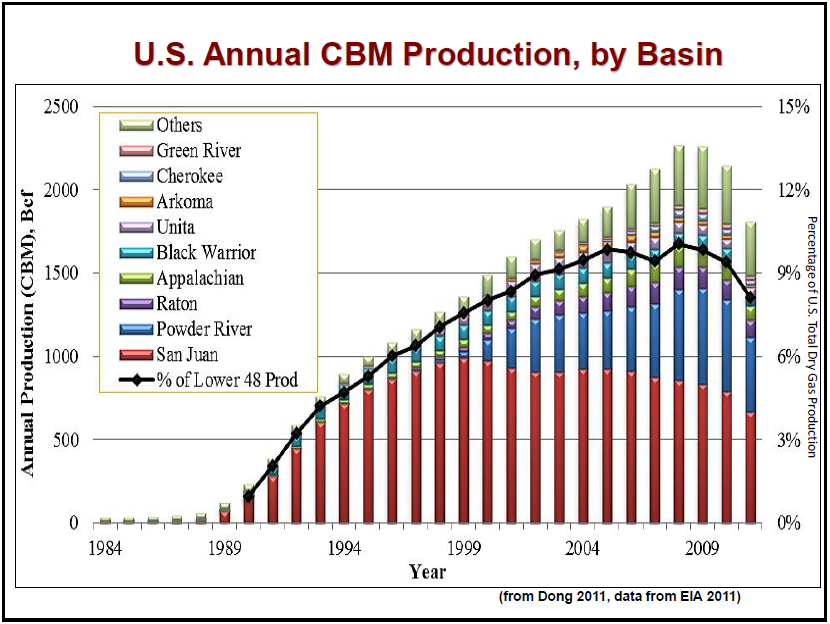 U.S. Annual CBM Production, by Basin
Annual Production (CBM), Bcf
2500
2000
1500
1000
500
0
Others
Green River
Cherokee
Arkoma
Unita
Black Warrior
Appalachian
Raton
Powder River
San Juan
% of Lower 48 Prod
15%
12%
9%
6%
3%
0%
Percentage of U.S. Total Dry Gas Production
1984
1989
1994
1999
2004
2009
Year
(from Dong 2011, data from EIA 2011)